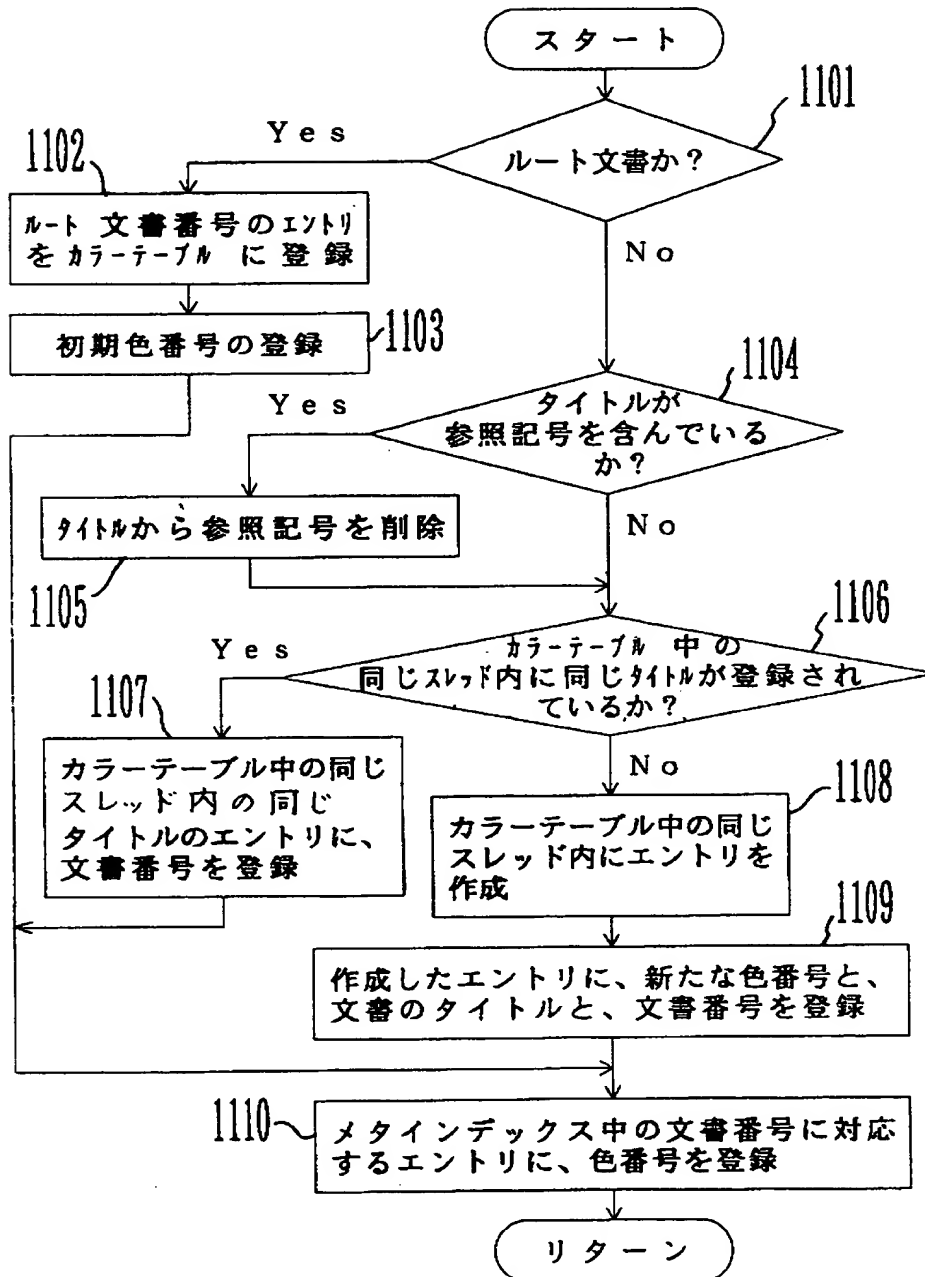 スタート
1101
ルート文書か?
Yes
No
1102
ルート 文書番号のエントリ
をカラーテーブル に登録
初期色番号の登録
1103
1104
タイトルが
参照記号を含んでいる
か?
Yes
No
タイトルから参照記号を削除
1105
1106
カラーテーブル 中の
同じスレッド内に同じタイトルが登録され
ているか?
Yes
No
1107
カラーテーブル中の同じ
スレッド内の同じ
タイトルのエントリに、
文書番号を登録
1108
カラーテーブル中の同じ
スレッド内にエントリを
作成
1109
作成したエントリに、新たな色番号と、
文書のタイトルと、文書番号を登録
1110
メタインデックス中の文書番号に対応
するエントリに、色番号を登録
リターン